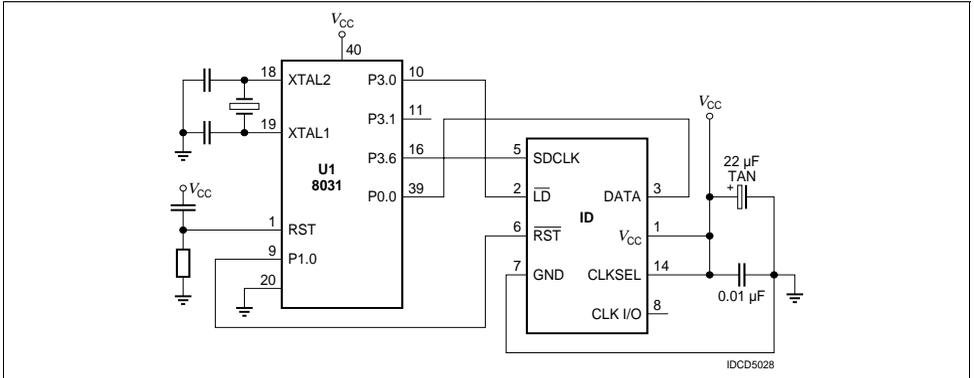 VCC
40
18 XTAL2 P3.0 10
P3.1 11
19 XTAL1
U1
8031
P3.6 16
P0.0 39
VCC
1 RST
9 P1.0
20
5 SDCLK
2 LD DATA 3
ID
6 RST VCC 1
7 GND CLKSEL 14
CLK I/O 8
VCC
22 µF
TAN
+
0.01 µF
IDCD5028